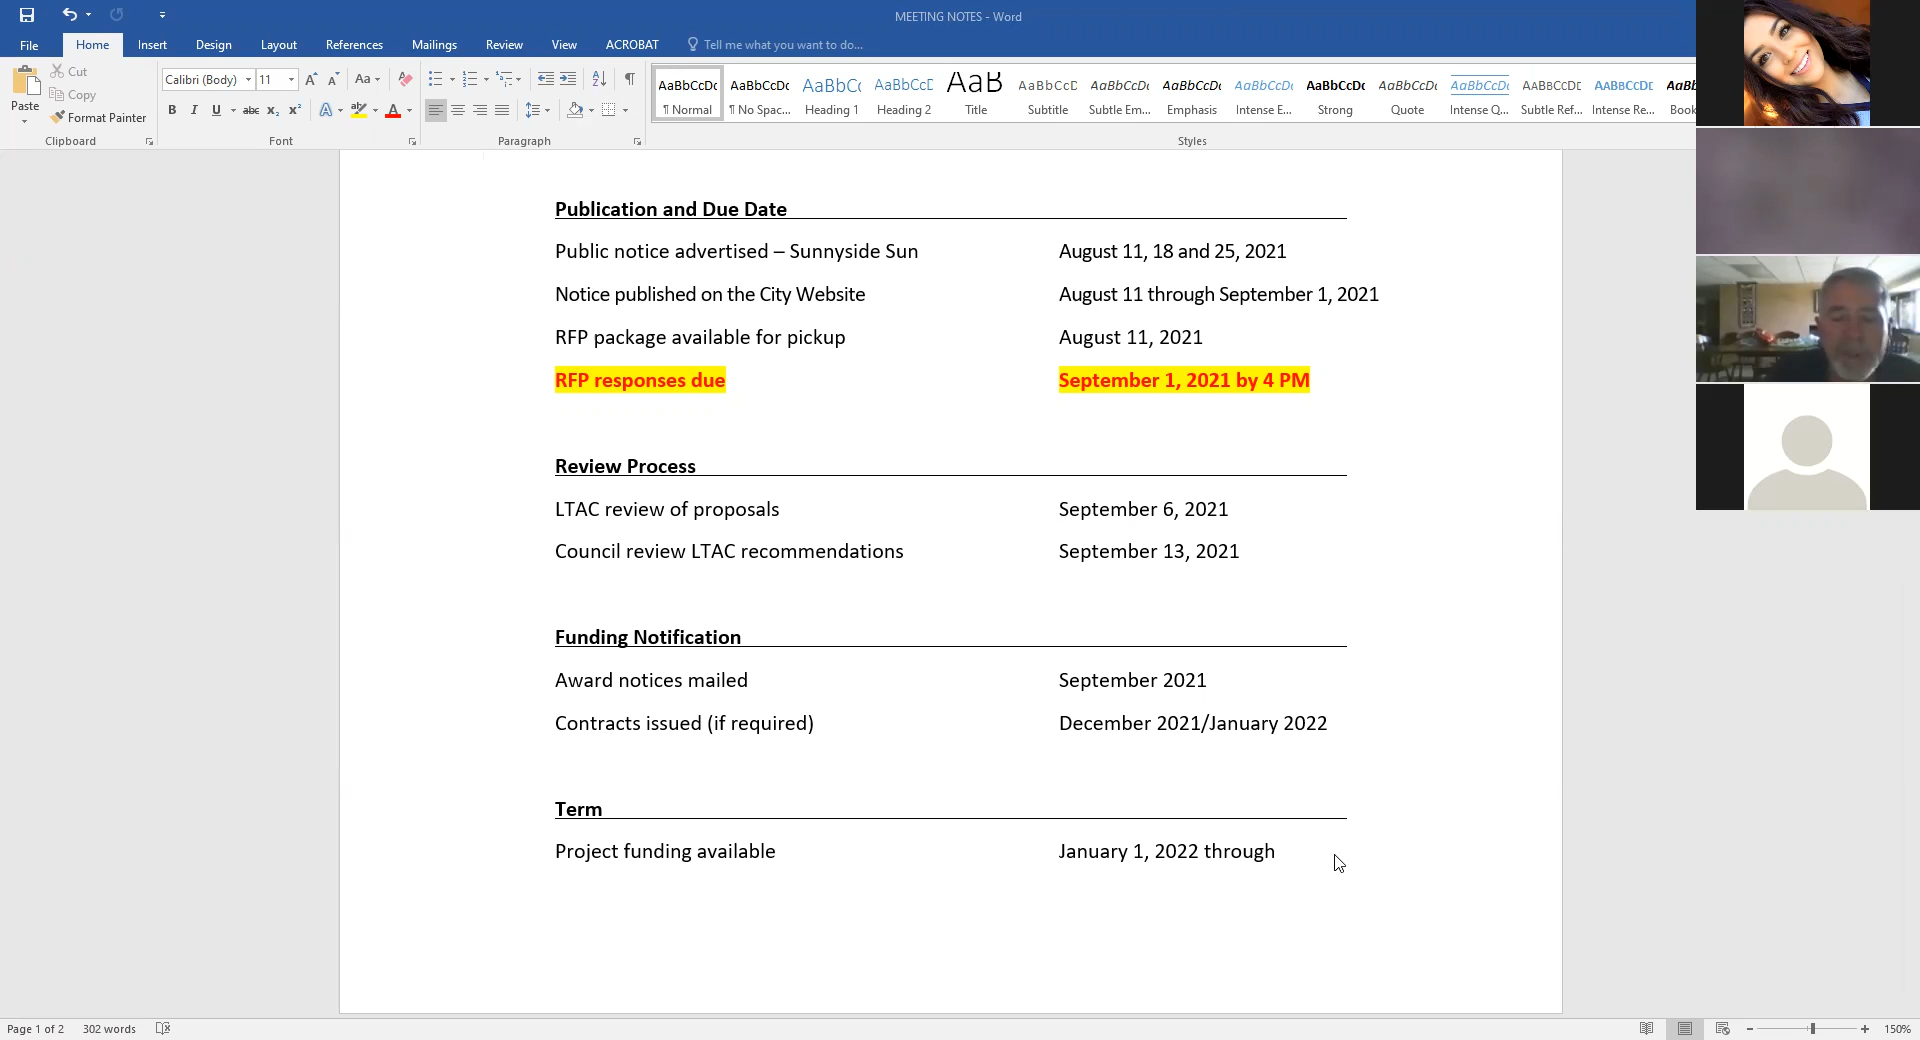 MEETING NOTES - Word
File Home Insert Design Layout References Mailings Review View ACROBAT Tell me what you want to do...
Paste
Cut
Copy
Format Painter
Clipboard
Calibri (Body) 11
Font
Paragraph
AaBbCcDc AaBbCcDc AaBbCc AaBbCcD AaB AaBbCcD AaBbCcDc AaBbCcDc AaBbCcDc AaBbCcDc AaBbCcDc AaBbCcDc AABBCCDE AABBCCDE AaBb
¶ Normal ¶ No Spac... Heading 1 Heading 2 Title Subtitle Subtle Em... Emphasis Intense E... Strong Quote Intense Q... Subtle Ref... Intense Re... Book
Styles
Publication and Due Date
Public notice advertised – Sunnyside Sun August 11, 18 and 25, 2021
Notice published on the City Website August 11 through September 1, 2021
RFP package available for pickup August 11, 2021
RFP responses due September 1, 2021 by 4 PM
Review Process
LTAC review of proposals September 6, 2021
Council review LTAC recommendations September 13, 2021
Funding Notification
Award notices mailed September 2021
Contracts issued (if required) December 2021/January 2022
Term
Project funding available January 1, 2022 through
Page 1 of 2 302 words 150%